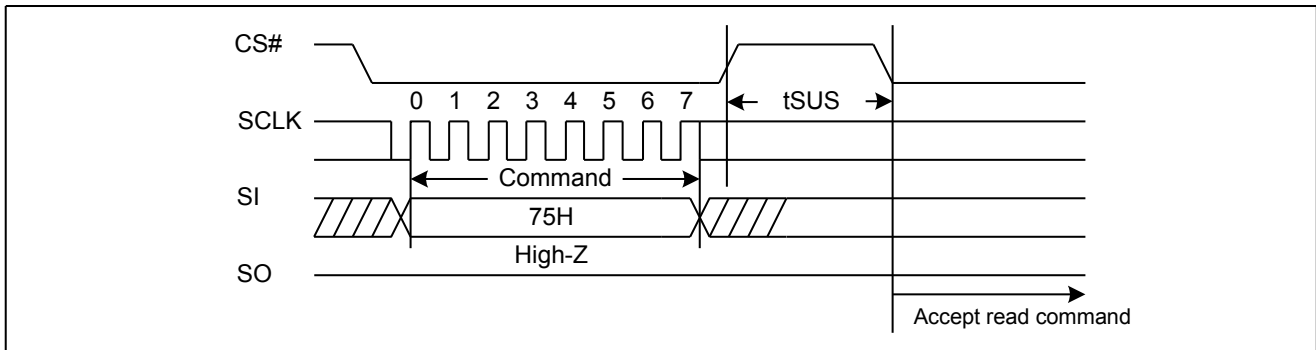 CS#
0 1 2 3 4 5 6 7
tSUS
SCLK
Command
SI
75H
High-Z
SO
Accept read command